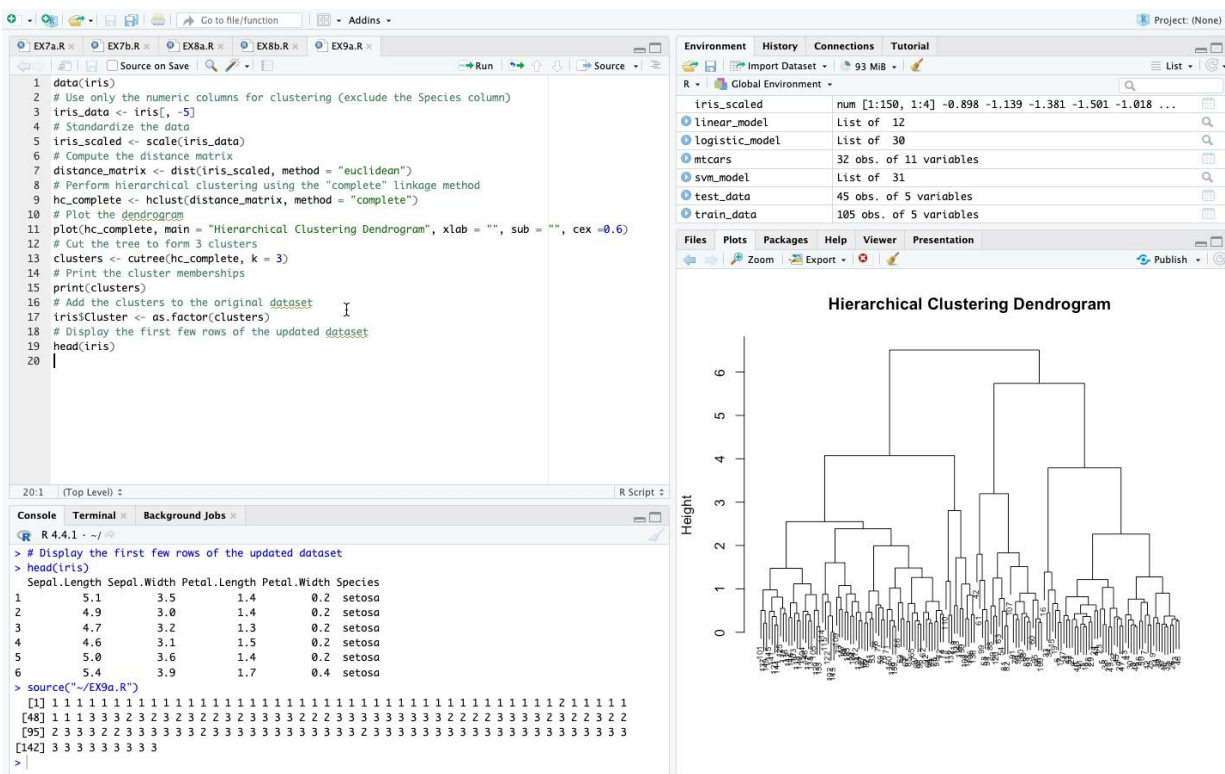 Go to file/function
Addins
Project: (None)
EX7a.R
EX7b.R
EX8a.R
EX8b.R
EX9a.R
Source on Save
Run
Source
1 data(iris)
2 # Use only the numeric columns for clustering (exclude the Species column)
3 iris_data <- iris[, -5]
4 # Standardize the data
5 iris_scaled <- scale(iris_data)
6 # Compute the distance matrix
7 distance_matrix <- dist(iris_scaled, method = "euclidean")
8 # Perform hierarchical clustering using the "complete" linkage method
9 hc_complete <- hclust(distance_matrix, method = "complete")
10 # Plot the dendrogram
11 plot(hc_complete, main = "Hierarchical Clustering Dendrogram", xlab = "", sub = "", cex =0.6)
12 # Cut the tree to form 3 clusters
13 clusters <- cutree(hc_complete, k = 3)
14 # Print the cluster memberships
15 print(clusters)
16 # Add the clusters to the original dataset
17 iris$Cluster <- as.factor(clusters)
18 # Display the first few rows of the updated dataset
19 head(iris)
20
20:1 (Top Level)
R Script
Console Terminal Background Jobs
R 4.4.1 · ~/
> # Display the first few rows of the updated dataset
> head(iris)
Sepal.Length Sepal.Width Petal.Length Petal.Width Species
1 5.1 3.5 1.4 0.2 setosa
2 4.9 3.0 1.4 0.2 setosa
3 4.7 3.2 1.3 0.2 setosa
4 4.6 3.1 1.5 0.2 setosa
5 5.0 3.6 1.4 0.2 setosa
6 5.4 3.9 1.7 0.4 setosa
> source("~/EX9a.R")
[1] 1 1 1 1 1 1 1 1 1 1 1 1 1 1 1 1 1 1 1 1 1 1 1 1 1 1 1 1 1 1 1 1 1 1 1 1 1 1 1 1 1 2 1 1 1 1 1
[48] 1 1 1 3 3 3 2 3 2 3 2 3 2 2 3 2 3 3 3 3 2 3 3 3 3 3 3 3 3 3 2 2 2 2 3 3 3 3 2 3 2 2
[95] 2 3 3 3 2 2 3 3 3 3 3 3 2 3 3 3 3 3 3 3 3 3 3 3 3 2 3 3 3 3 3 3 3 3 3 3 3 3 3 3 3 3 3 3 3 3 3
[142] 3 3 3 3 3 3 3 3 3
>
Environment History Connections Tutorial
Import Dataset
93 MiB
List
R
Global Environment
iris_scaled num [1:150, 1:4] -0.898 -1.139 -1.381 -1.501 -1.018 ...
linear_model List of 12
logistic_model List of 30
mtcars 32 obs. of 11 variables
svm_model List of 31
test_data 45 obs. of 5 variables
train_data 105 obs. of 5 variables
Files Plots Packages Help Viewer Presentation
Zoom Export
Publish
Hierarchical Clustering Dendrogram
Height
6
5
4
3
2
1
0
42
61
107
16
110